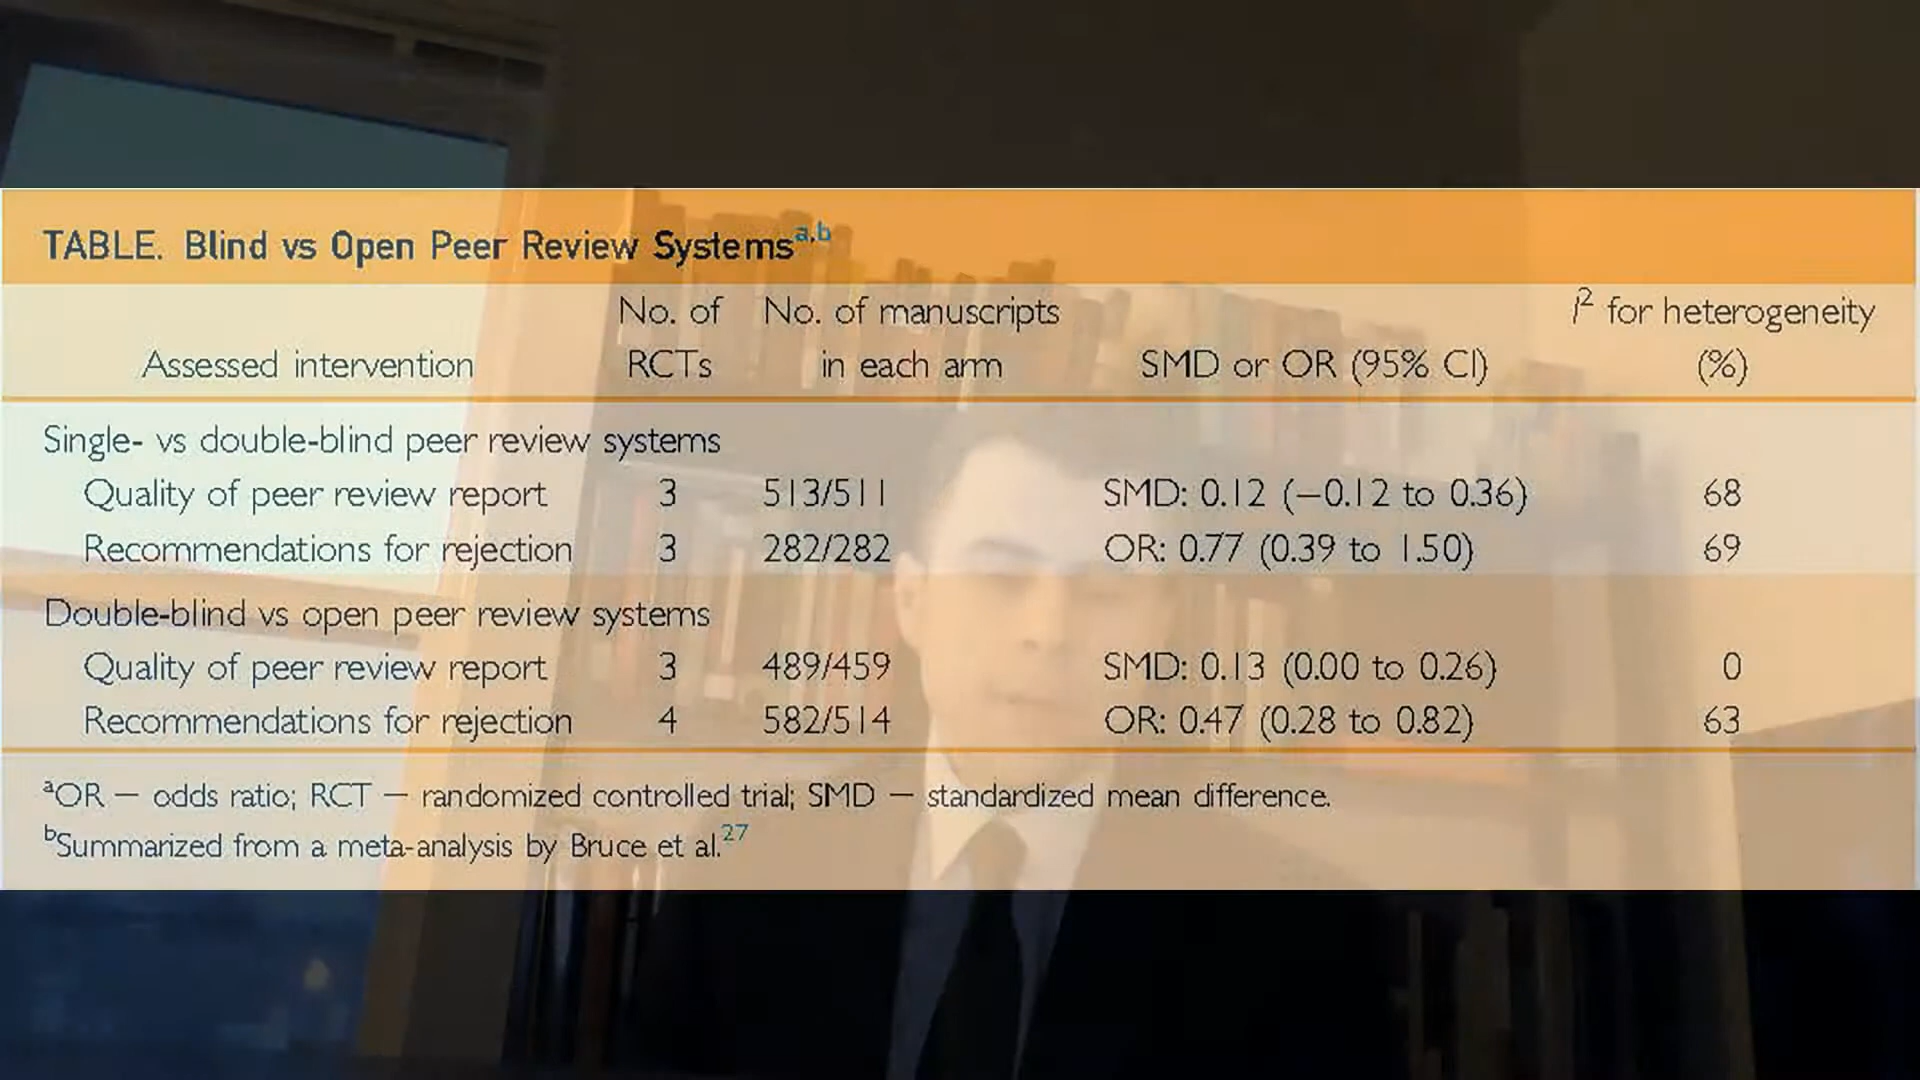 TABLE. Blind vs Open Peer Review Systems^a,b
Assessed intervention No. of RCTs No. of manuscripts in each arm SMD or OR (95% CI) I² for heterogeneity (%)
Single- vs double-blind peer review systems
Quality of peer review report 3 513/511 SMD: 0.12 (−0.12 to 0.36) 68
Recommendations for rejection 3 282/282 OR: 0.77 (0.39 to 1.50) 69
Double-blind vs open peer review systems
Quality of peer review report 3 489/459 SMD: 0.13 (0.00 to 0.26) 0
Recommendations for rejection 4 582/514 OR: 0.47 (0.28 to 0.82) 63
^aOR — odds ratio; RCT — randomized controlled trial; SMD — standardized mean difference.
^bSummarized from a meta-analysis by Bruce et al.^27